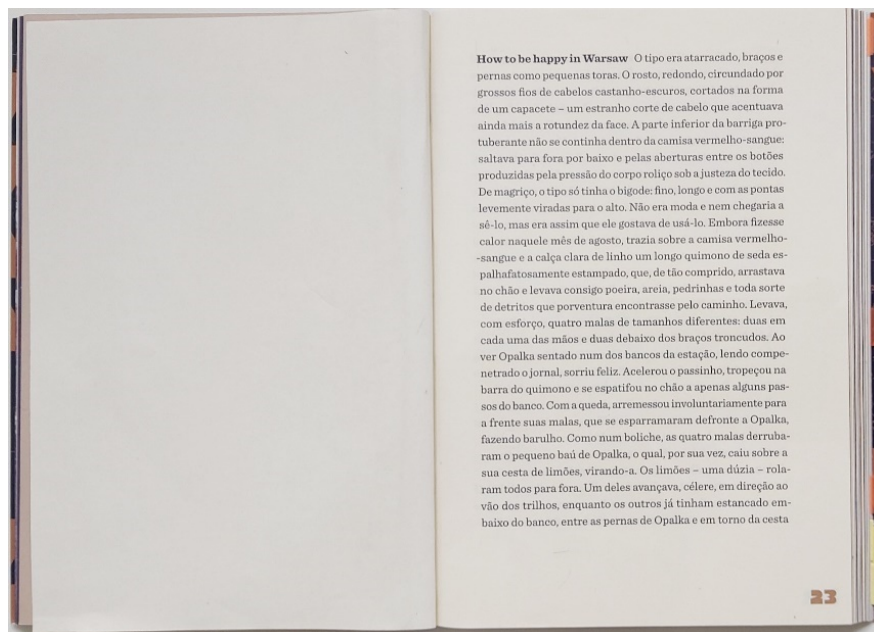 How to be happy in Warsaw O tipo era atarracado, braços e
pernas como pequenas toras. O rosto, redondo, circundado por
grossos fios de cabelos castanho-escuros, cortados na forma
de um capacete – um estranho corte de cabelo que acentuava
ainda mais a rotundez da face. A parte inferior da barriga pro-
tuberante não se continha dentro da camisa vermelho-sangue:
saltava para fora por baixo e pelas aberturas entre os botões
produzidas pela pressão do corpo roliço sob a justeza do tecido.
De magriço, o tipo só tinha o bigode: fino, longo e com as pontas
levemente viradas para o alto. Não era moda e nem chegaria a
sê-lo, mas era assim que ele gostava de usá-lo. Embora fizesse
calor naquele mês de agosto, trazia sobre a camisa vermelho-
-sangue e a calça clara de linho um longo quimono de seda es-
palhafatosamente estampado, que, de tão comprido, arrastava
no chão e levava consigo poeira, areia, pedrinhas e toda sorte
de detritos que porventura encontrasse pelo caminho. Levava,
com esforço, quatro malas de tamanhos diferentes: duas em
cada uma das mãos e duas debaixo dos braços troncudos. Ao
ver Opalka sentado num dos bancos da estação, lendo compe-
netrado o jornal, sorriu feliz. Acelerou o passinho, tropeçou na
barra do quimono e se espatifou no chão a apenas alguns pas-
sos do banco. Com a queda, arremessou involuntariamente para
a frente suas malas, que se esparramaram defronte a Opalka,
fazendo barulho. Como num boliche, as quatro malas derruba-
ram o pequeno baú de Opalka, o qual, por sua vez, caiu sobre a
sua cesta de limões, virando-a. Os limões – uma dúzia – rola-
ram todos para fora. Um deles avançava, célere, em direção ao
vão dos trilhos, enquanto os outros já tinham estancado em-
baixo do banco, entre as pernas de Opalka e em torno da cesta
23